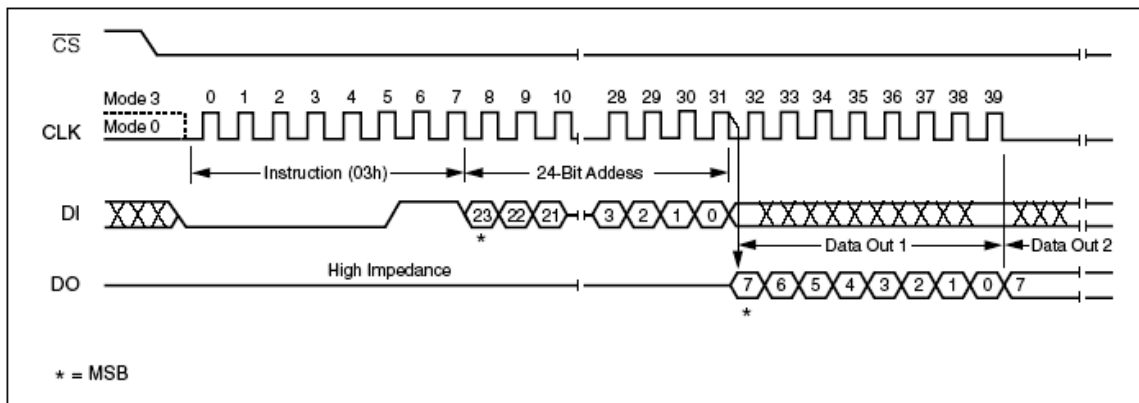 CS
Mode 3
0 1 2 3 4 5 6 7 8 9 10 28 29 30 31 32 33 34 35 36 37 38 39
CLK
Mode 0
Instruction (03h)
24-Bit Addess
DI
23 22 21 3 2 1 0
*
Data Out 1
Data Out 2
High Impedance
DO
7 6 5 4 3 2 1 0 7
*
* = MSB